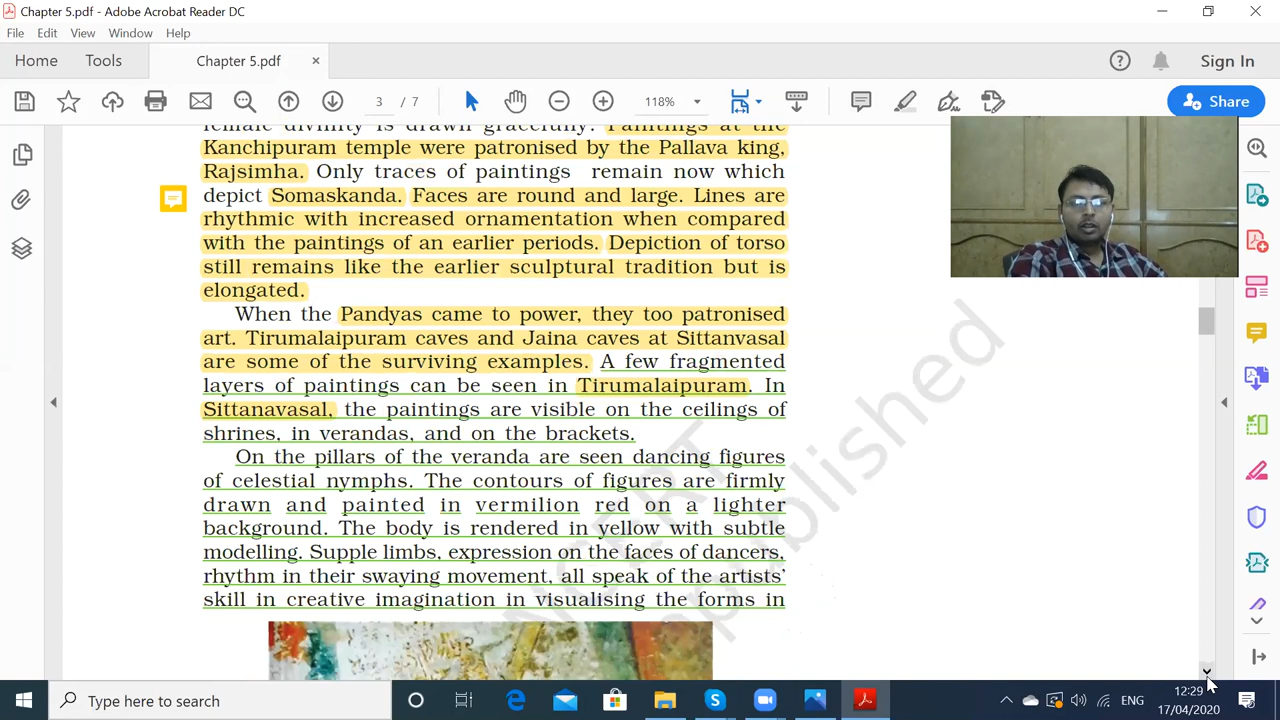 Chapter 5.pdf - Adobe Acrobat Reader DC
File Edit View Window Help
Home Tools Chapter 5.pdf × Sign In
3 / 7 118% Share
female divinity is drawn gracefully. Paintings at the
Kanchipuram temple were patronised by the Pallava king,
Rajsimha. Only traces of paintings remain now which
depict Somaskanda. Faces are round and large. Lines are
rhythmic with increased ornamentation when compared
with the paintings of an earlier periods. Depiction of torso
still remains like the earlier sculptural tradition but is
elongated.
When the Pandyas came to power, they too patronised
art. Tirumalaipuram caves and Jaina caves at Sittanvasal
are some of the surviving examples. A few fragmented
layers of paintings can be seen in Tirumalaipuram. In
Sittanavasal, the paintings are visible on the ceilings of
shrines, in verandas, and on the brackets.
On the pillars of the veranda are seen dancing figures
of celestial nymphs. The contours of figures are firmly
drawn and painted in vermilion red on a lighter
background. The body is rendered in yellow with subtle
modelling. Supple limbs, expression on the faces of dancers,
rhythm in their swaying movement, all speak of the artists'
skill in creative imagination in visualising the forms in
NCERT
published
Type here to search
ENG
12:29
17/04/2020